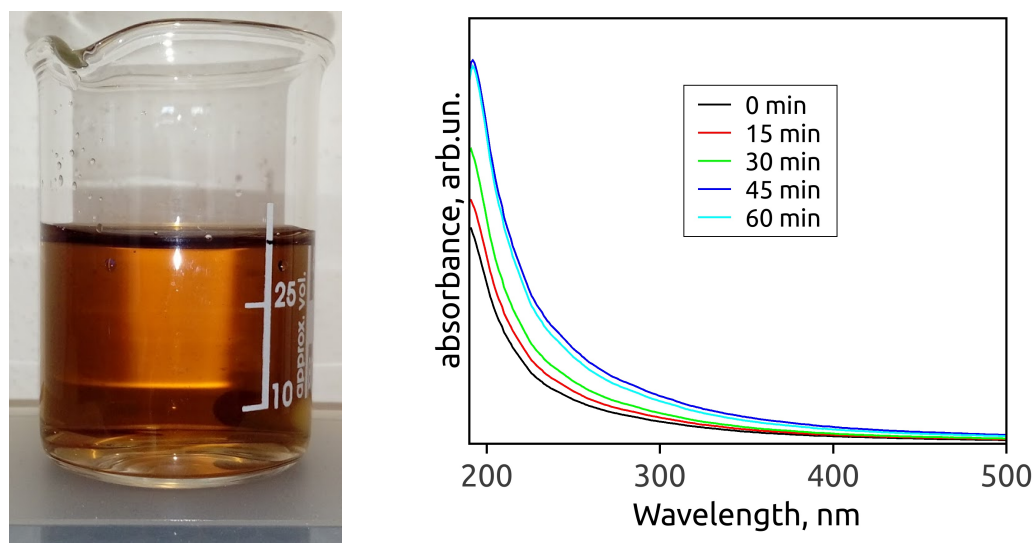 25
10
approx. vol.
absorbance, arb.un.
0 min
15 min
30 min
45 min
60 min
200 300 400 500
Wavelength, nm